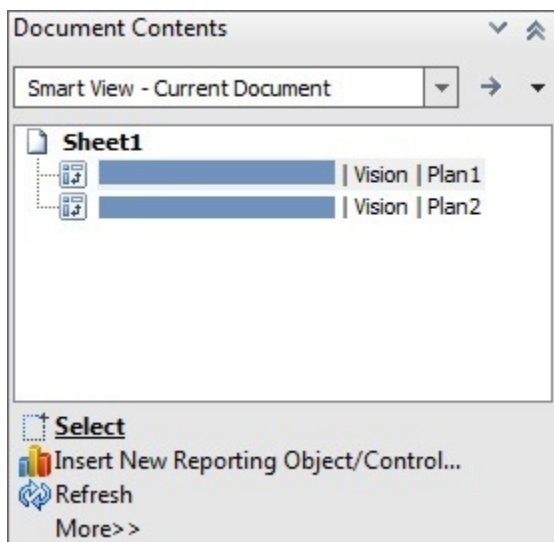 Document Contents
Smart View - Current Document
Sheet1
| Vision | Plan1
| Vision | Plan2
Select
Insert New Reporting Object/Control...
Refresh
More>>